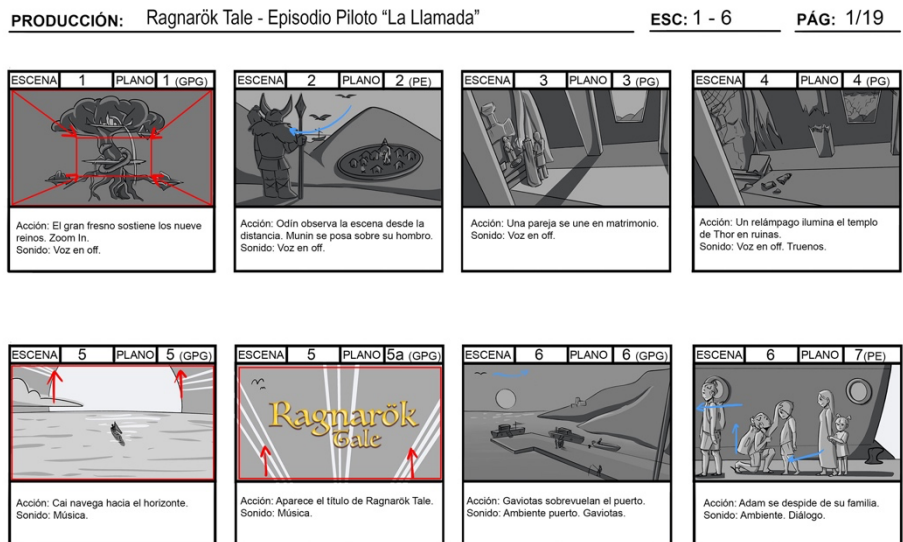 PRODUCCIÓN: Ragnarök Tale - Episodio Piloto “La Llamada” ESC: 1 - 6 PÁG: 1/19
ESCENA 1 PLANO 1 (GPG)
Acción: El gran fresno sostiene los nueve
reinos. Zoom In.
Sonido: Voz en off.
ESCENA 2 PLANO 2 (PE)
Acción: Odín observa la escena desde la
distancia. Munin se posa sobre su hombro.
Sonido: Voz en off.
ESCENA 3 PLANO 3 (PG)
Acción: Una pareja se une en matrimonio.
Sonido: Voz en off.
ESCENA 4 PLANO 4 (PG)
Acción: Un relámpago ilumina el templo
de Thor en ruinas.
Sonido: Voz en off. Truenos.
ESCENA 5 PLANO 5 (GPG)
Acción: Cai navega hacia el horizonte.
Sonido: Música.
ESCENA 5 PLANO 5a (GPG)
Ragnarök
Tale
Acción: Aparece el título de Ragnarök Tale.
Sonido: Música.
ESCENA 6 PLANO 6 (GPG)
Acción: Gaviotas sobrevuelan el puerto.
Sonido: Ambiente puerto. Gaviotas.
ESCENA 6 PLANO 7(PE)
Acción: Adam se despide de su familia.
Sonido: Ambiente. Diálogo.